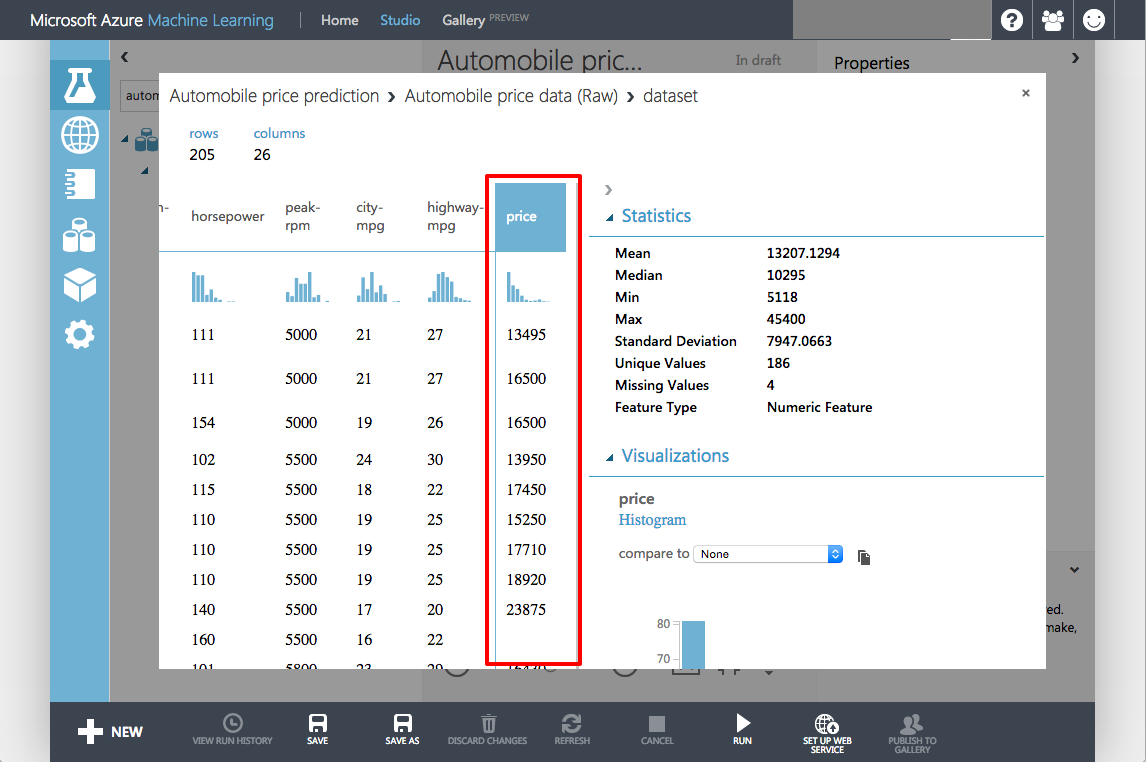 Microsoft Azure Machine Learning Home Studio Gallery PREVIEW
Automobile pric... In draft Properties
autom
Automobile price prediction > Automobile price data (Raw) > dataset ×
rows columns
205 26
n- horsepower peak-rpm city-mpg highway-mpg price
111 5000 21 27 13495
111 5000 21 27 16500
154 5000 19 26 16500
102 5500 24 30 13950
115 5500 18 22 17450
110 5500 19 25 15250
110 5500 19 25 17710
110 5500 19 25 18920
140 5500 17 20 23875
160 5500 16 22
101 5800 23 29 16430
Statistics
Mean 13207.1294
Median 10295
Min 5118
Max 45400
Standard Deviation 7947.0663
Unique Values 186
Missing Values 4
Feature Type Numeric Feature
Visualizations
price
Histogram
compare to None
80
70
red.
make,
NEW VIEW RUN HISTORY SAVE SAVE AS DISCARD CHANGES REFRESH CANCEL RUN SET UP WEB SERVICE PUBLISH TO GALLERY